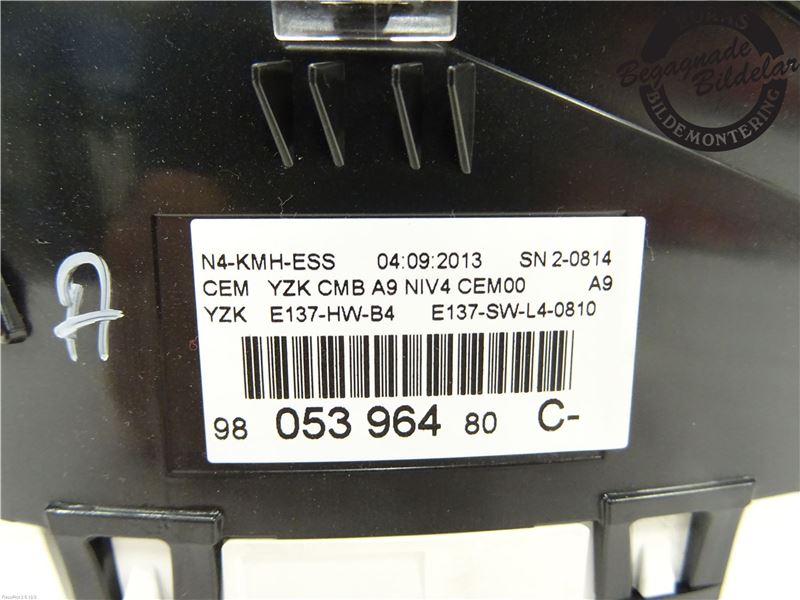 Begagnade
Bildelar
BILDEMONTERING
N4-KMH-ESS 04:09:2013 SN 2-0814
CEM YZK CMB A9 NIV4 CEM00 A9
YZK E137-HW-B4 E137-SW-L4-0810
98 053 964 80 C-
A